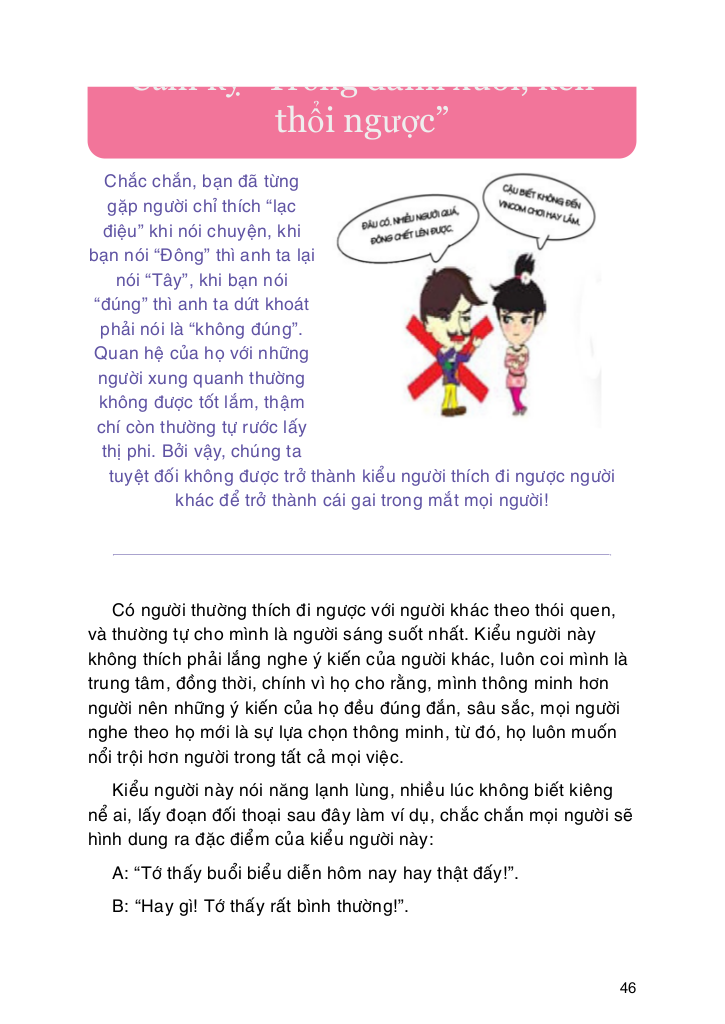 Cấm kỵ “Trống đánh xuôi, kèn
thổi ngược”
Chắc chắn, bạn đã từng
gặp người chỉ thích “lạc
điệu” khi nói chuyện, khi
bạn nói “Đông” thì anh ta lại
nói “Tây”, khi bạn nói
“đúng” thì anh ta dứt khoát
phải nói là “không đúng”.
Quan hệ của họ với những
người xung quanh thường
không được tốt lắm, thậm
chí còn thường tự rước lấy
thị phi. Bởi vậy, chúng ta
tuyệt đối không được trở thành kiểu người thích đi ngược người
khác để trở thành cái gai trong mắt mọi người!
CẬU BIẾT KHÔNG ĐẾN
VINCOM CHƠI HAY LẮM.
ĐÂU CÓ. NHIỀU NGƯỜI QUÁ,
ĐÔNG CHẾT LÊN ĐƯỢC.
Có người thường thích đi ngược với người khác theo thói quen,
và thường tự cho mình là người sáng suốt nhất. Kiểu người này
không thích phải lắng nghe ý kiến của người khác, luôn coi mình là
trung tâm, đồng thời, chính vì họ cho rằng, mình thông minh hơn
người nên những ý kiến của họ đều đúng đắn, sâu sắc, mọi người
nghe theo họ mới là sự lựa chọn thông minh, từ đó, họ luôn muốn
nổi trội hơn người trong tất cả mọi việc.
Kiểu người này nói năng lạnh lùng, nhiều lúc không biết kiêng
nể ai, lấy đoạn đối thoại sau đây làm ví dụ, chắc chắn mọi người sẽ
hình dung ra đặc điểm của kiểu người này:
A: “Tớ thấy buổi biểu diễn hôm nay hay thật đấy!”.
B: “Hay gì! Tớ thấy rất bình thường!”.
46